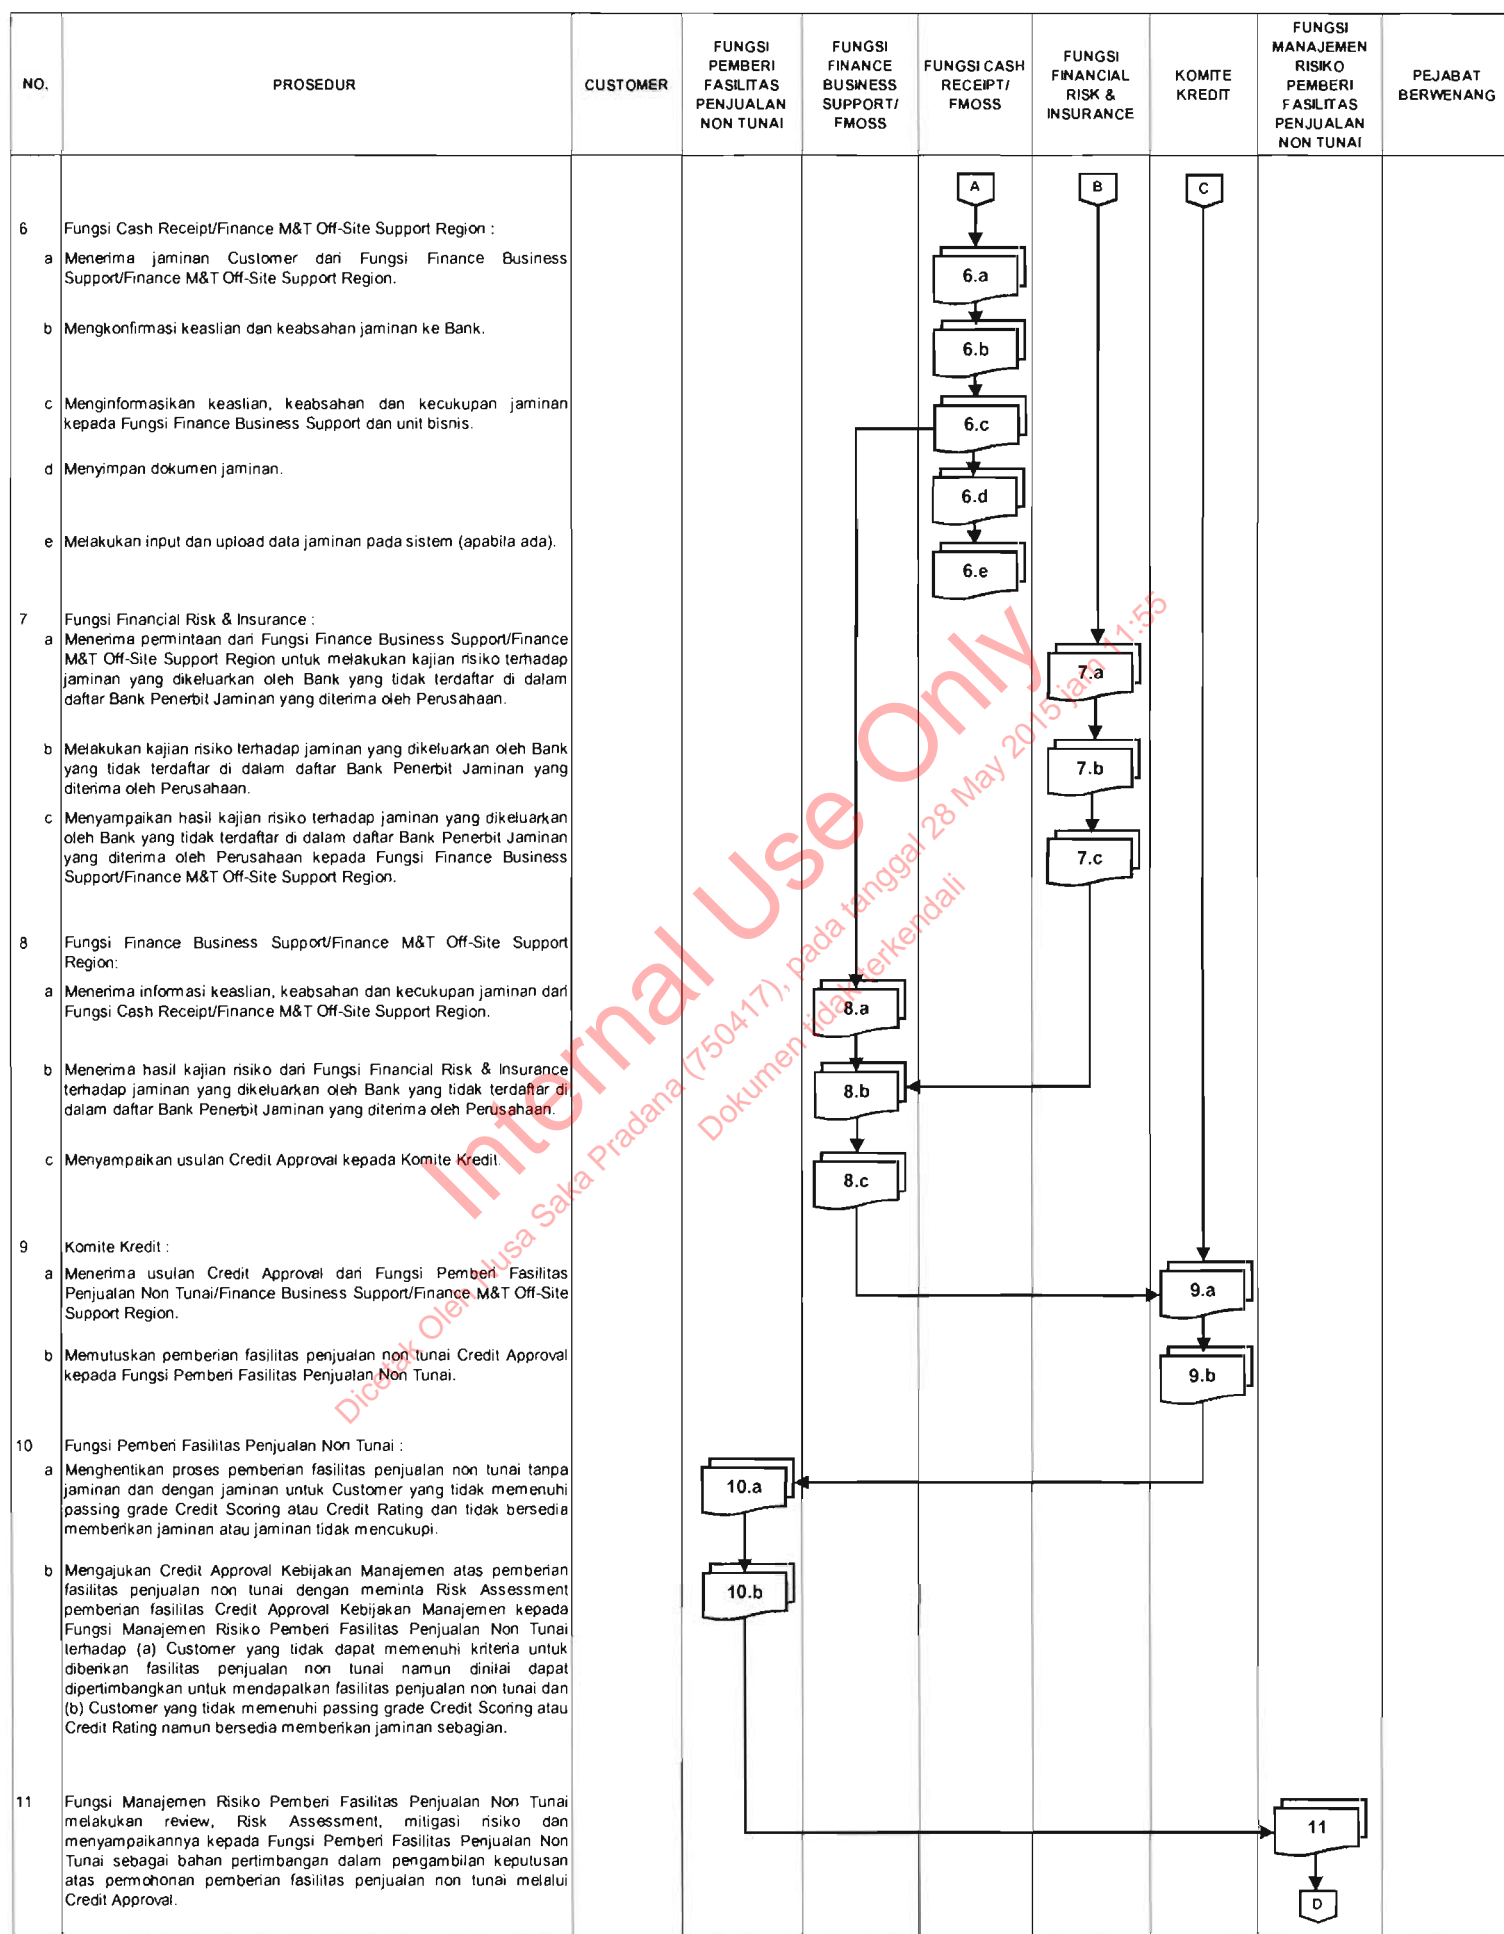 NO.
PROSEDUR
CUSTOMER
FUNGSI
PEMBERI
FASILITAS
PENJUALAN
NON TUNAI
FUNGSI
FINANCE
BUSINESS
SUPPORT/
FMOSS
FUNGSI CASH
RECEIPT/
FMOSS
FUNGSI
FINANCIAL
RISK &
INSURANCE
KOMITE
KREDIT
FUNGSI
MANAJEMEN
RISIKO
PEMBERI
FASILITAS
PENJUALAN
NON TUNAI
PEJABAT
BERWENANG
A
B
C
6 Fungsi Cash Receipt/Finance M&T Off-Site Support Region :
a Menerima jaminan Customer dari Fungsi Finance Business
Support/Finance M&T Off-Site Support Region.
6.a
b Mengkonfirmasi keaslian dan keabsahan jaminan ke Bank.
6.b
c Menginformasikan keaslian, keabsahan dan kecukupan jaminan
kepada Fungsi Finance Business Support dan unit bisnis.
6.c
d Menyimpan dokumen jaminan.
6.d
e Melakukan input dan upload data jaminan pada sistem (apabila ada).
6.e
7 Fungsi Financial Risk & Insurance :
a Menerima permintaan dari Fungsi Finance Business Support/Finance
M&T Off-Site Support Region untuk melakukan kajian risiko terhadap
jaminan yang dikeluarkan oleh Bank yang tidak terdaftar di dalam
daftar Bank Penerbit Jaminan yang diterima oleh Perusahaan.
7.a
b Melakukan kajian risiko terhadap jaminan yang dikeluarkan oleh Bank
yang tidak terdaftar di dalam daftar Bank Penerbit Jaminan yang
diterima oleh Perusahaan.
7.b
c Menyampaikan hasil kajian risiko terhadap jaminan yang dikeluarkan
oleh Bank yang tidak terdaftar di dalam daftar Bank Penerbit Jaminan
yang diterima oleh Perusahaan kepada Fungsi Finance Business
Support/Finance M&T Off-Site Support Region.
7.c
8 Fungsi Finance Business Support/Finance M&T Off-Site Support
Region:
a Menerima informasi keaslian, keabsahan dan kecukupan jaminan dari
Fungsi Cash Receipt/Finance M&T Off-Site Support Region.
8.a
b Menerima hasil kajian risiko dari Fungsi Financial Risk & Insurance
terhadap jaminan yang dikeluarkan oleh Bank yang tidak terdaftar di
dalam daftar Bank Penerbit Jaminan yang diterima oleh Perusahaan.
8.b
c Menyampaikan usulan Credit Approval kepada Komite Kredit.
8.c
9 Komite Kredit :
a Menerima usulan Credit Approval dari Fungsi Pemberi Fasilitas
Penjualan Non Tunai/Finance Business Support/Finance M&T Off-Site
Support Region.
9.a
b Memutuskan pemberian fasilitas penjualan non tunai Credit Approval
kepada Fungsi Pemberi Fasilitas Penjualan Non Tunai.
9.b
10 Fungsi Pemberi Fasilitas Penjualan Non Tunai :
a Menghentikan proses pemberian fasilitas penjualan non tunai tanpa
jaminan dan dengan jaminan untuk Customer yang tidak memenuhi
passing grade Credit Scoring atau Credit Rating dan tidak bersedia
memberikan jaminan atau jaminan tidak mencukupi.
10.a
b Mengajukan Credit Approval Kebijakan Manajemen atas pemberian
fasilitas penjualan non tunai dengan meminta Risk Assessment
pemberian fasilitas Credit Approval Kebijakan Manajemen kepada
Fungsi Manajemen Risiko Pemberi Fasilitas Penjualan Non Tunai
terhadap (a) Customer yang tidak dapat memenuhi kriteria untuk
diberikan fasilitas penjualan non tunai namun dinilai dapat
dipertimbangkan untuk mendapatkan fasilitas penjualan non tunai dan
(b) Customer yang tidak memenuhi passing grade Credit Scoring atau
Credit Rating namun bersedia memberikan jaminan sebagian.
10.b
11 Fungsi Manajemen Risiko Pemberi Fasilitas Penjualan Non Tunai
melakukan review, Risk Assessment, mitigasi risiko dan
menyampaikannya kepada Fungsi Pemberi Fasilitas Penjualan Non
Tunai sebagai bahan pertimbangan dalam pengambilan keputusan
atas permohonan pemberian fasilitas penjualan non tunai melalui
Credit Approval.
11
D
Internal Use Only
Dicetak Oleh Nusa Saka Pradana (750417), pada tanggal 28 May 2015 jam 11:55
Dokumen tidak terkendali